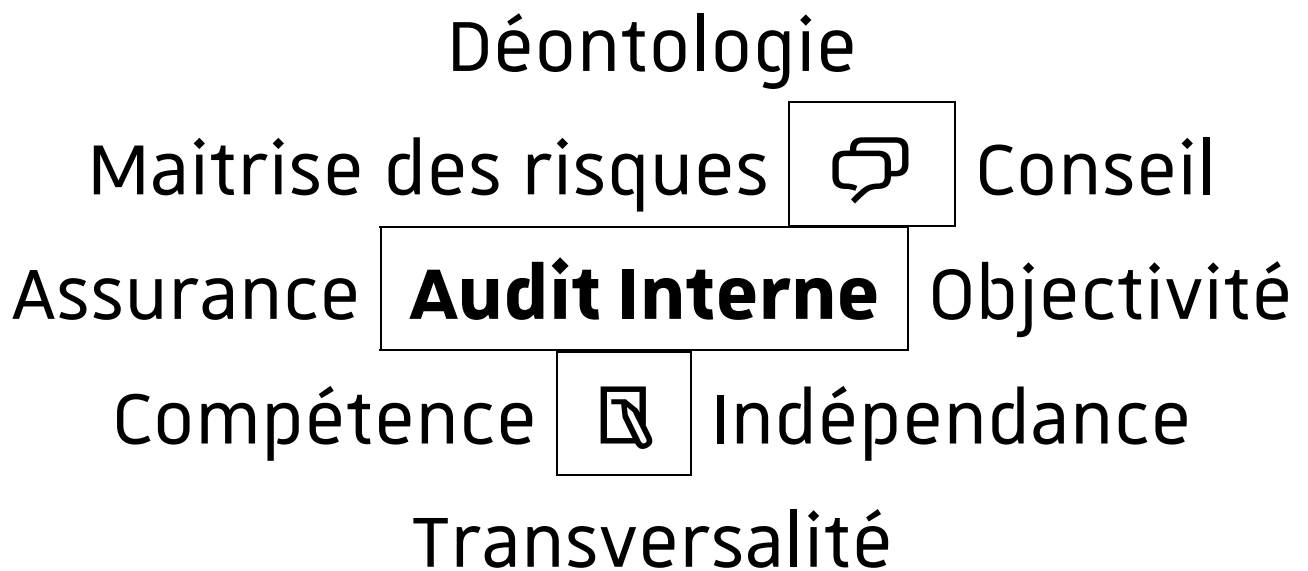 Déontologie
Maitrise des risques Conseil
Assurance Audit Interne Objectivité
Compétence Indépendance
Transversalité